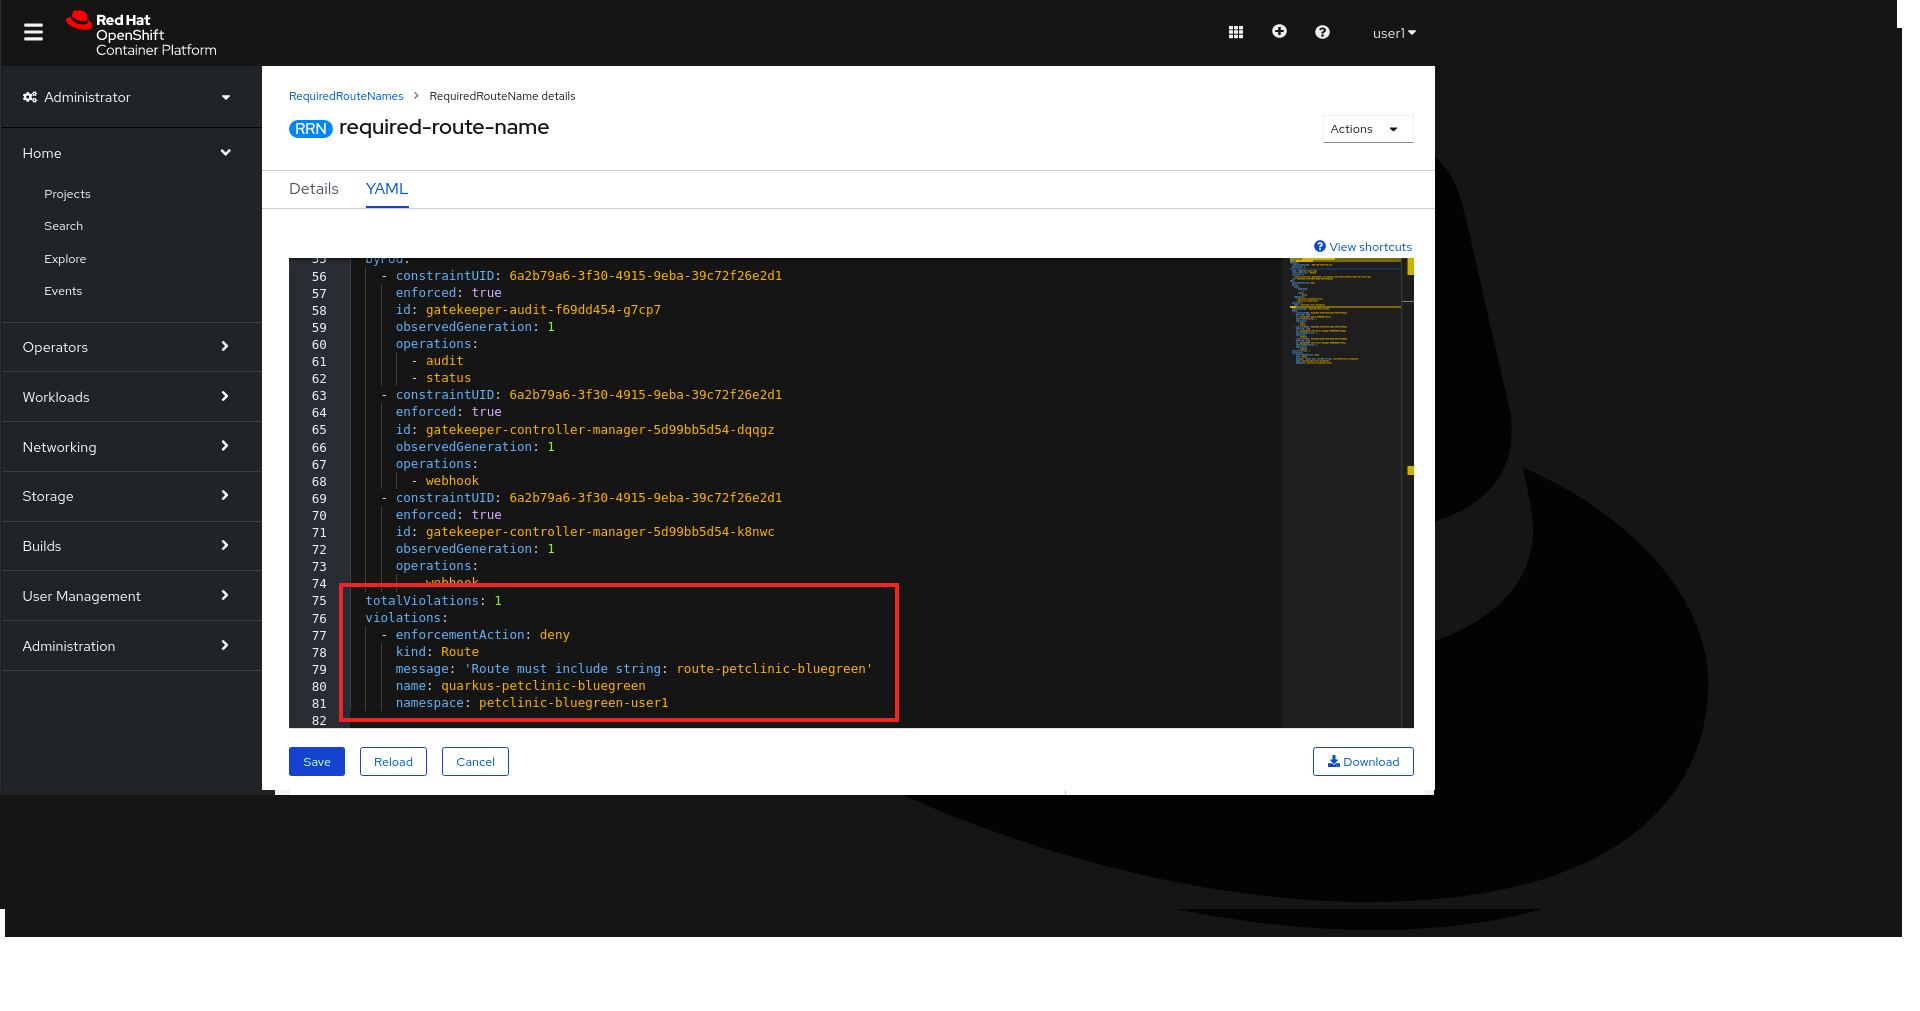 Red Hat
OpenShift
Container Platform
user1
Administrator
Home
Projects
Search
Explore
Events
Operators
Workloads
Networking
Storage
Builds
User Management
Administration
RequiredRouteNames > RequiredRouteName details
RRN required-route-name
Actions
Details YAML
View shortcuts
55 byPod:
56 - constraintUID: 6a2b79a6-3f30-4915-9eba-39c72f26e2d1
57 enforced: true
58 id: gatekeeper-audit-f69dd454-g7cp7
59 observedGeneration: 1
60 operations:
61 - audit
62 - status
63 - constraintUID: 6a2b79a6-3f30-4915-9eba-39c72f26e2d1
64 enforced: true
65 id: gatekeeper-controller-manager-5d99bb5d54-dqqgz
66 observedGeneration: 1
67 operations:
68 - webhook
69 - constraintUID: 6a2b79a6-3f30-4915-9eba-39c72f26e2d1
70 enforced: true
71 id: gatekeeper-controller-manager-5d99bb5d54-k8nwc
72 observedGeneration: 1
73 operations:
74 - webhook
75 totalViolations: 1
76 violations:
77 - enforcementAction: deny
78 kind: Route
79 message: 'Route must include string: route-petclinic-bluegreen'
80 name: quarkus-petclinic-bluegreen
81 namespace: petclinic-bluegreen-user1
82
Save Reload Cancel Download